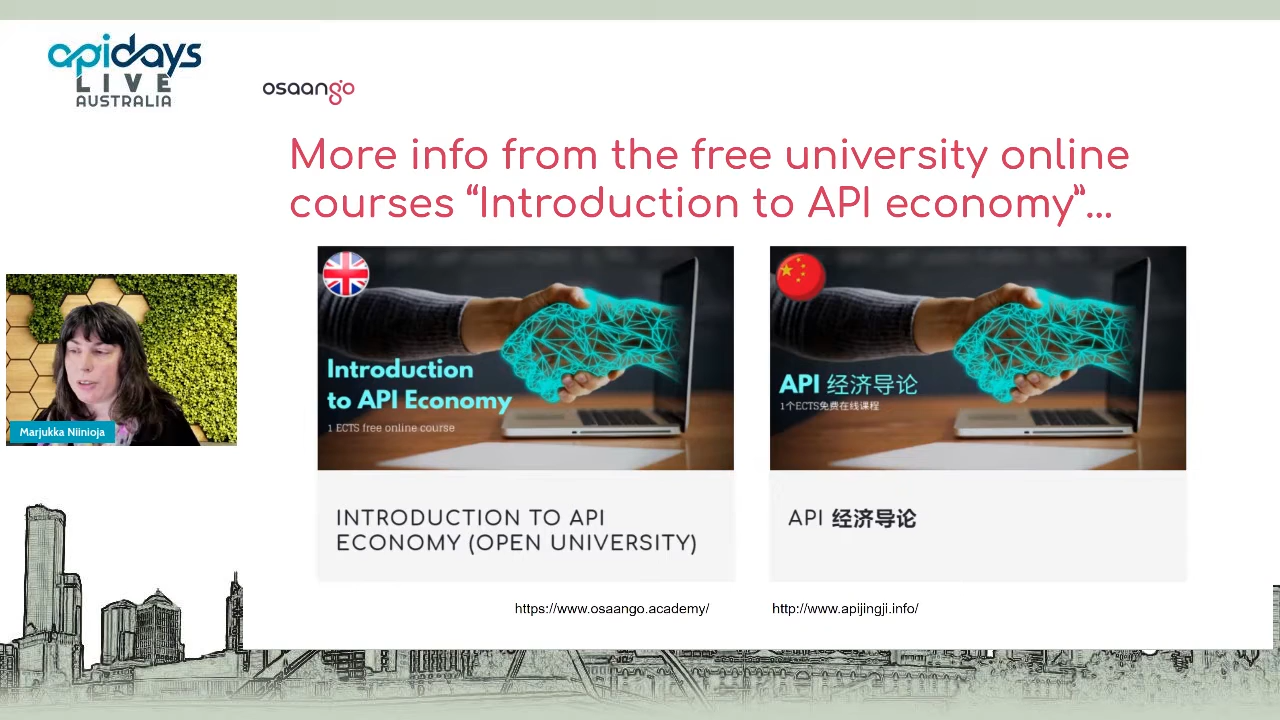 apidays
LIVE
AUSTRALIA
osaango
More info from the free university online
courses “Introduction to API economy”...
Introduction
to API Economy
1 ECTS free online course
API 经济导论
1个ECTS免费在线课程
Marjukka Niinioja
INTRODUCTION TO API
ECONOMY (OPEN UNIVERSITY)
API 经济导论
https://www.osaango.academy/
http://www.apijingji.info/